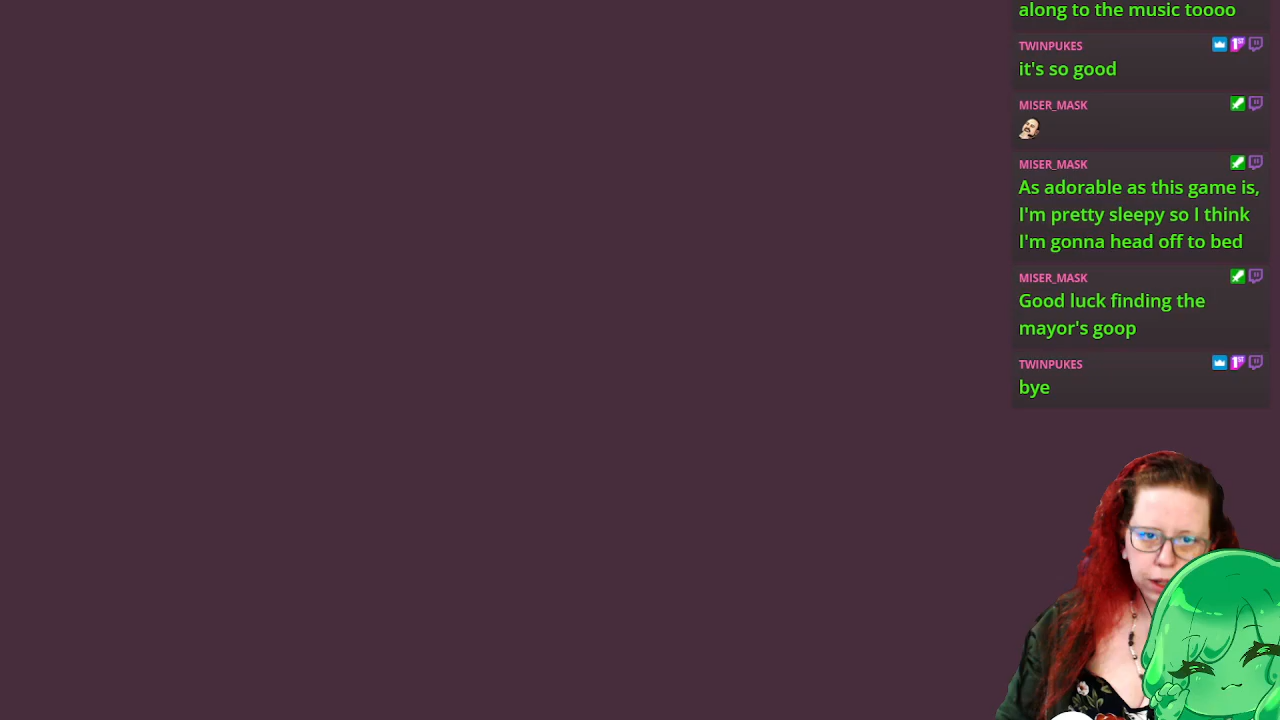 along to the music toooo
TWINPUKES
it's so good
MISER_MASK
MISER_MASK
As adorable as this game is,
I'm pretty sleepy so I think
I'm gonna head off to bed
MISER_MASK
Good luck finding the
mayor's goop
TWINPUKES
bye